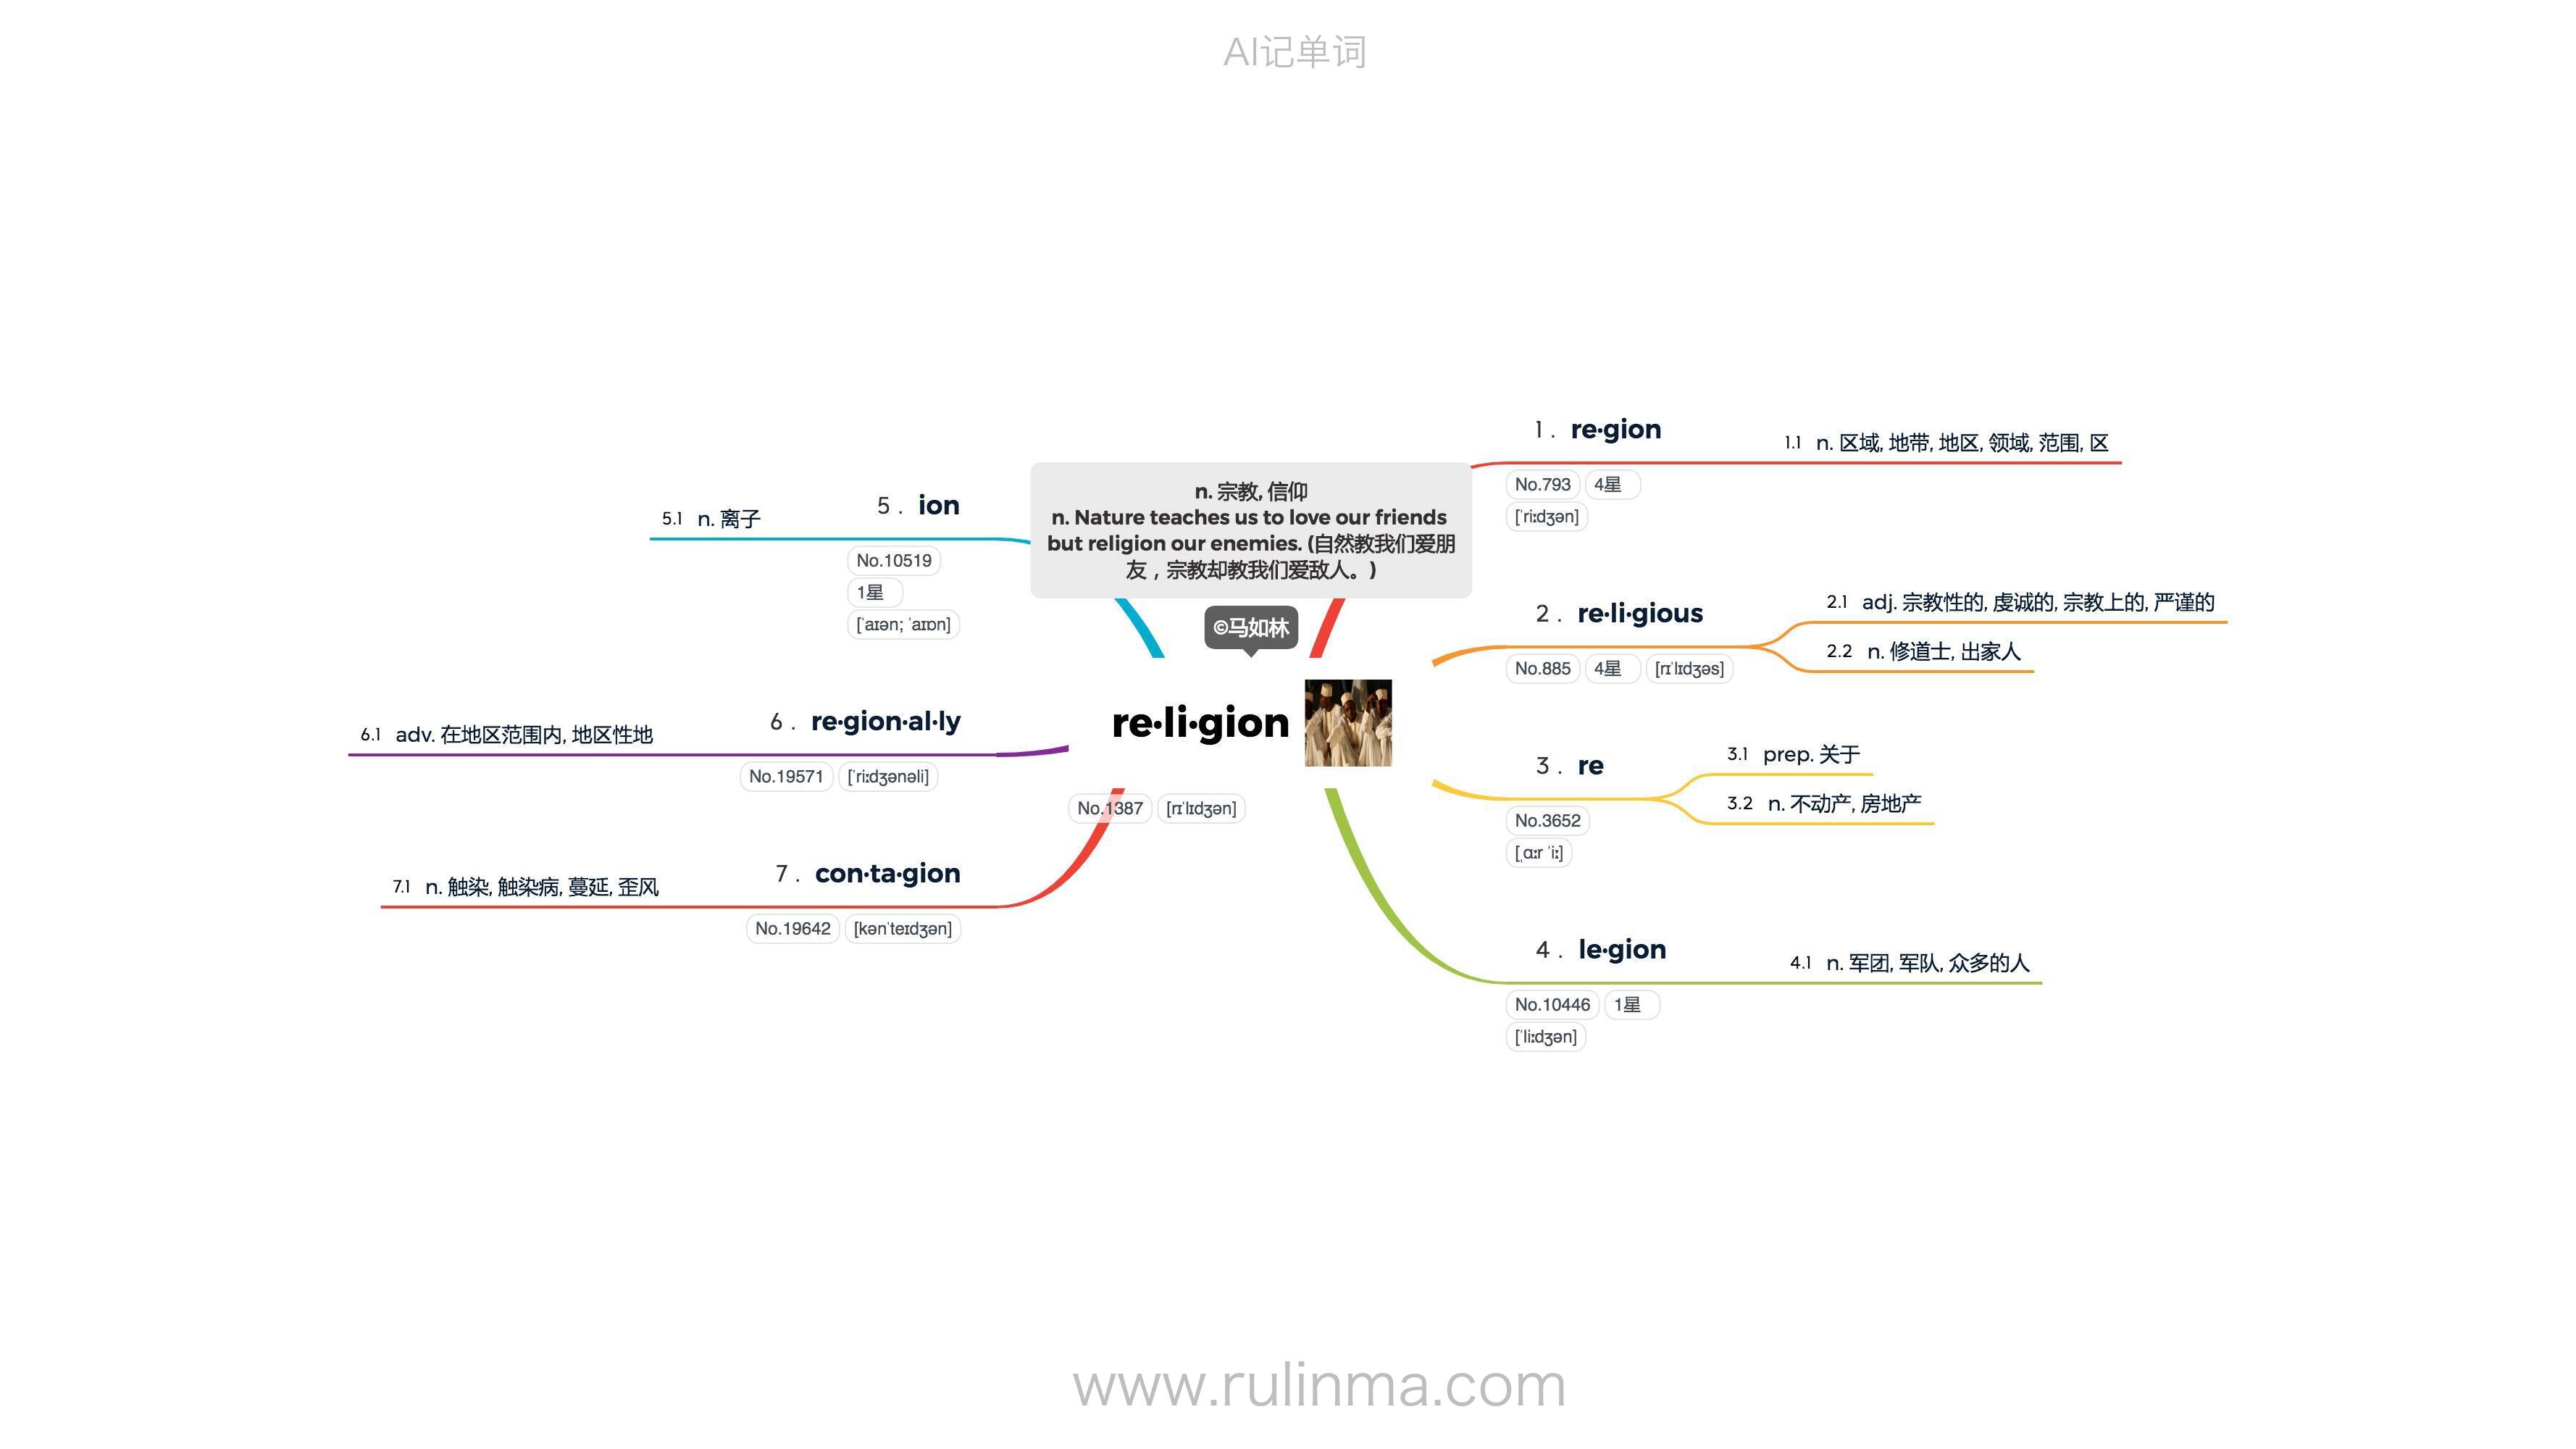 AI记单词
n. 宗教, 信仰
n. Nature teaches us to love our friends
but religion our enemies. (自然教我们爱朋
友，宗教却教我们爱敌人。)
©马如林
re·li·gion
No.1387 [rɪˈlɪdʒən]
1. re·gion
1.1 n. 区域, 地带, 地区, 领域, 范围, 区
No.793 4星
[ˈriːdʒən]
2. re·li·gious
2.1 adj. 宗教性的, 虔诚的, 宗教上的, 严谨的
2.2 n. 修道士, 出家人
No.885 4星 [rɪˈlɪdʒəs]
3. re
3.1 prep. 关于
3.2 n. 不动产, 房地产
No.3652
[ˌɑːr ˈiː]
4. le·gion
4.1 n. 军团, 军队, 众多的人
No.10446 1星
[ˈliːdʒən]
5. ion
5.1 n. 离子
No.10519
1星
[ˈaɪən; ˈaɪɒn]
6. re·gion·al·ly
6.1 adv. 在地区范围内, 地区性地
No.19571 [ˈriːdʒənəli]
7. con·ta·gion
7.1 n. 触染, 触染病, 蔓延, 歪风
No.19642 [kənˈteɪdʒən]
www.rulinma.com